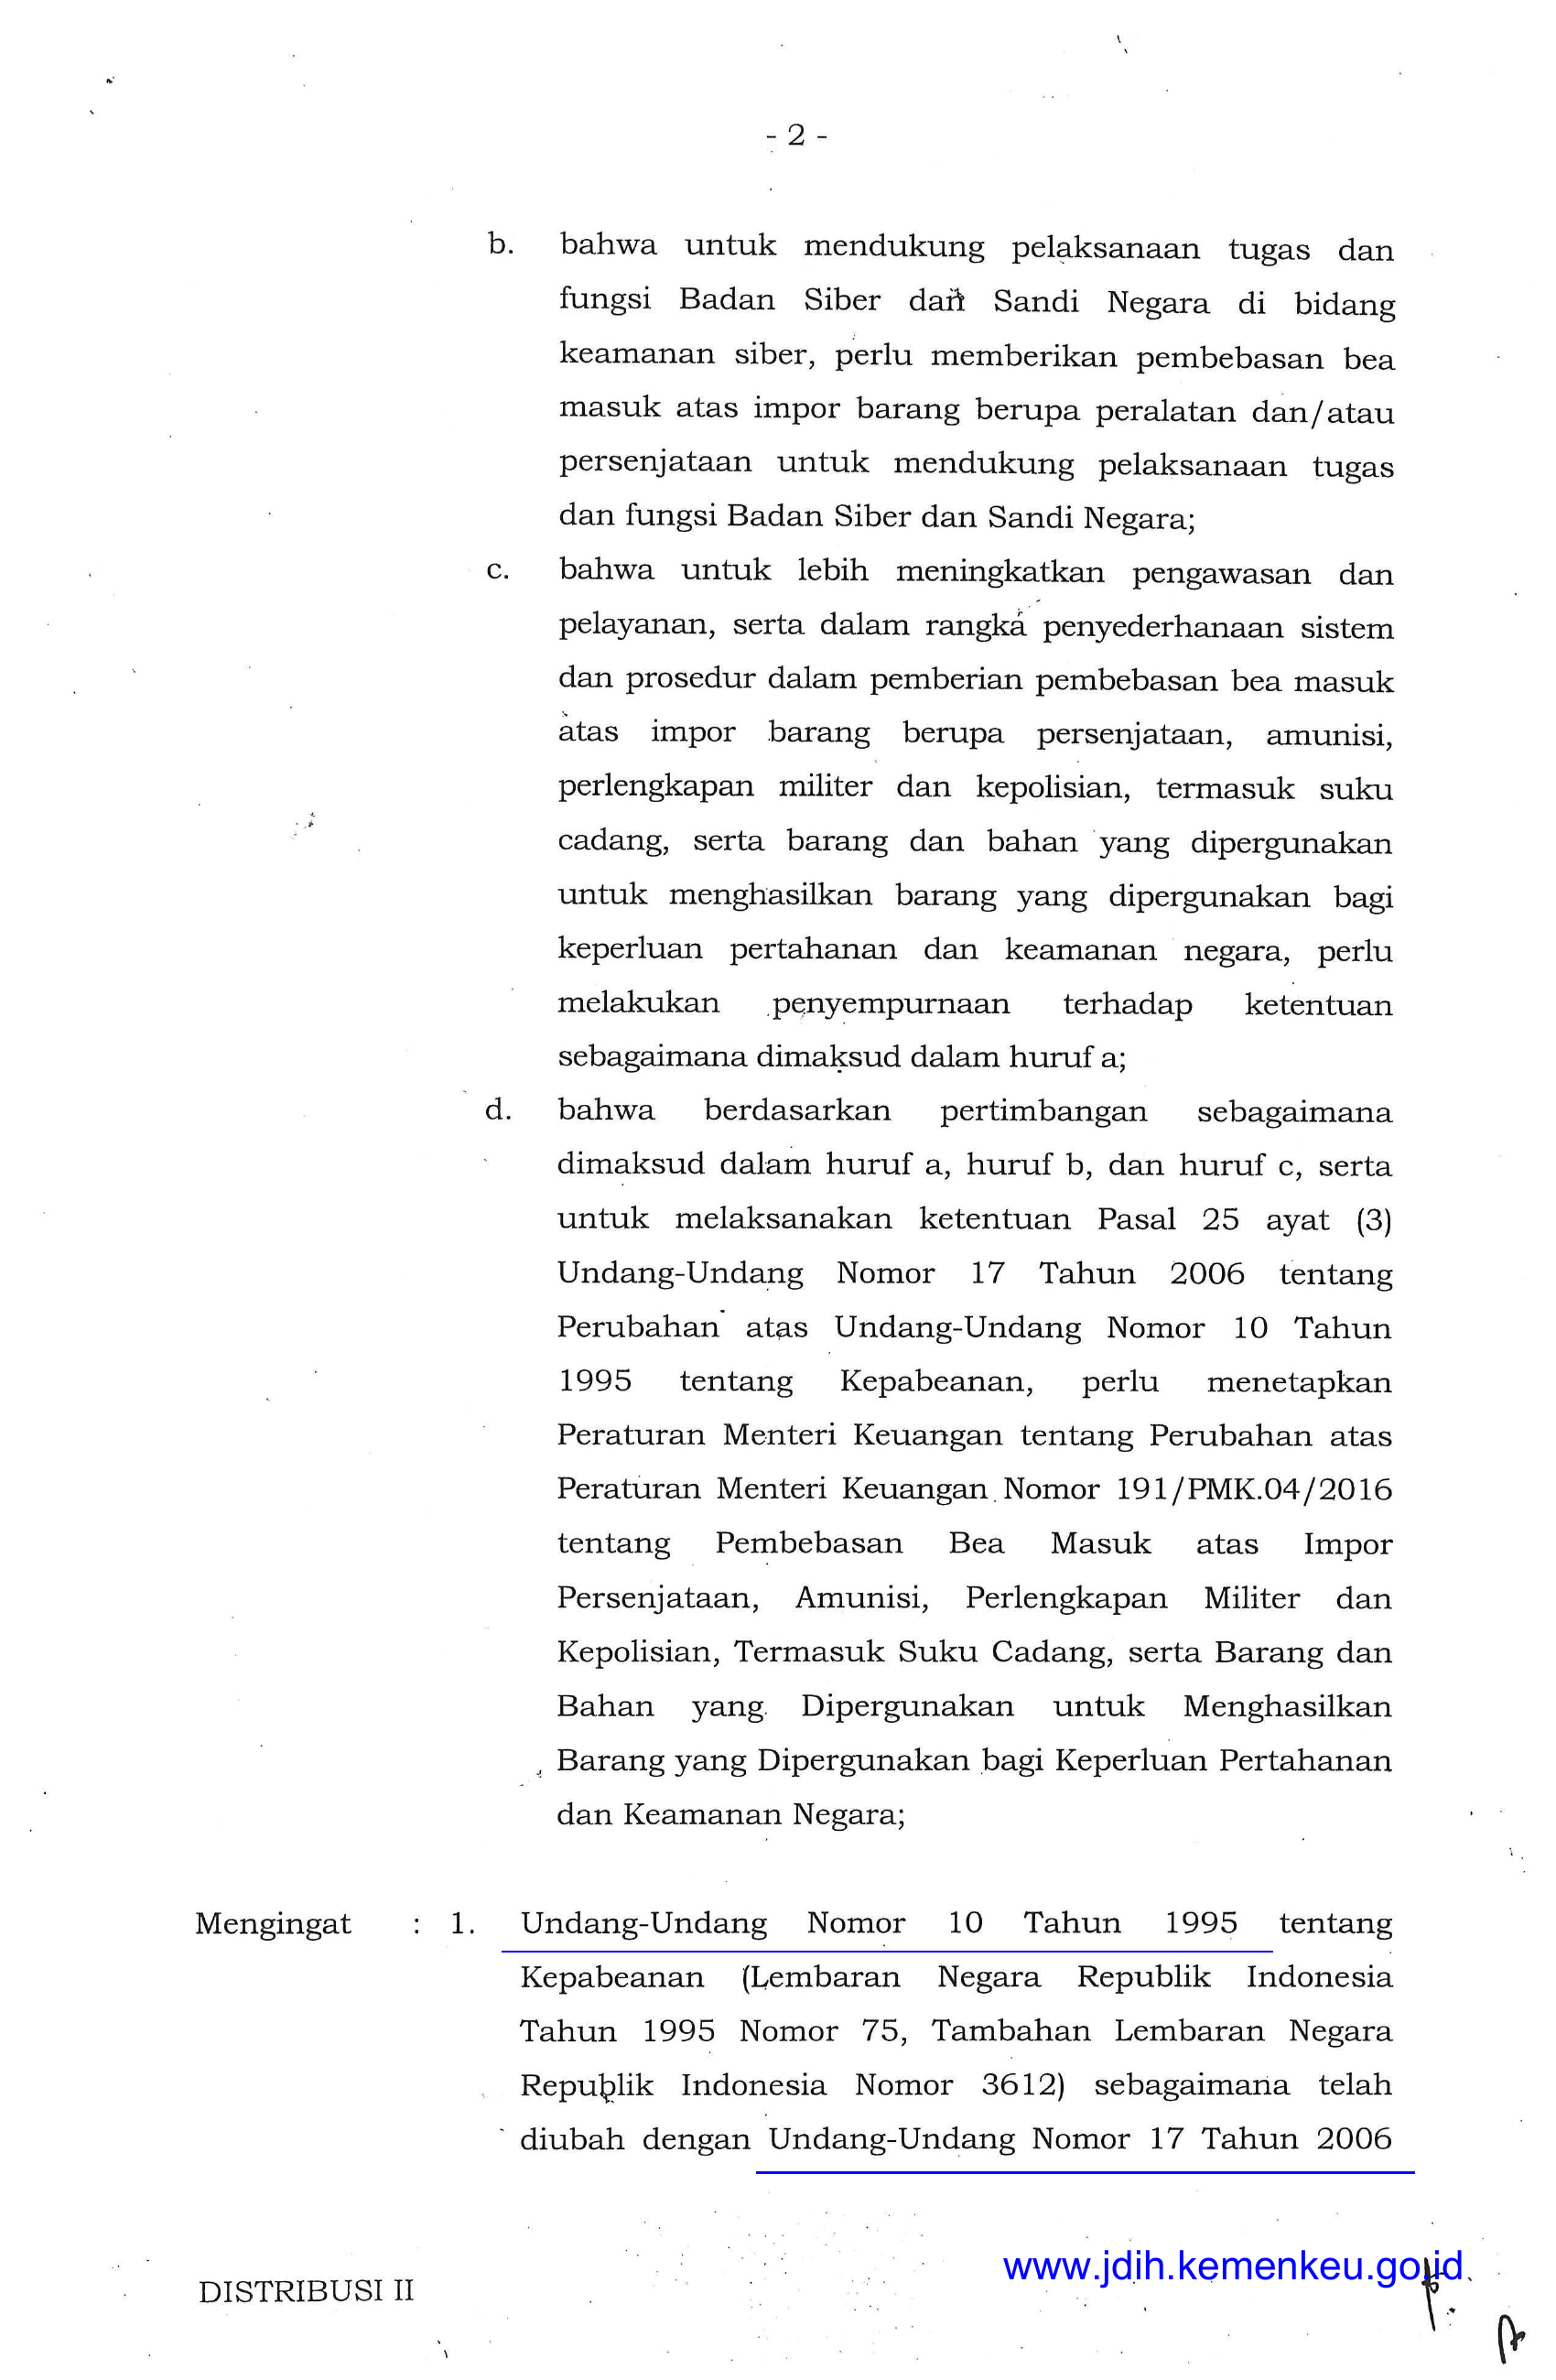 - 2 -
b. bahwa untuk mendukung pelaksanaan tugas dan
fungsi Badan Siber dan Sandi Negara di bidang
keamanan siber, perlu memberikan pembebasan bea
masuk atas impor barang berupa peralatan dan/atau
persenjataan untuk mendukung pelaksanaan tugas
dan fungsi Badan Siber dan Sandi Negara;
c. bahwa untuk lebih meningkatkan pengawasan dan
pelayanan, serta dalam rangka penyederhanaan sistem
dan prosedur dalam pemberian pembebasan bea masuk
atas impor barang berupa persenjataan, amunisi,
perlengkapan militer dan kepolisian, termasuk suku
cadang, serta barang dan bahan yang dipergunakan
untuk menghasilkan barang yang dipergunakan bagi
keperluan pertahanan dan keamanan negara, perlu
melakukan penyempurnaan terhadap ketentuan
sebagaimana dimaksud dalam huruf a;
d. bahwa berdasarkan pertimbangan sebagaimana
dimaksud dalam huruf a, huruf b, dan huruf c, serta
untuk melaksanakan ketentuan Pasal 25 ayat (3)
Undang-Undang Nomor 17 Tahun 2006 tentang
Perubahan atas Undang-Undang Nomor 10 Tahun
1995 tentang Kepabeanan, perlu menetapkan
Peraturan Menteri Keuangan tentang Perubahan atas
Peraturan Menteri Keuangan Nomor 191/PMK.04/2016
tentang Pembebasan Bea Masuk atas Impor
Persenjataan, Amunisi, Perlengkapan Militer dan
Kepolisian, Termasuk Suku Cadang, serta Barang dan
Bahan yang Dipergunakan untuk Menghasilkan
Barang yang Dipergunakan bagi Keperluan Pertahanan
dan Keamanan Negara;
Mengingat : 1. Undang-Undang Nomor 10 Tahun 1995 tentang
Kepabeanan (Lembaran Negara Republik Indonesia
Tahun 1995 Nomor 75, Tambahan Lembaran Negara
Republik Indonesia Nomor 3612) sebagaimana telah
diubah dengan Undang-Undang Nomor 17 Tahun 2006
www.jdih.kemenkeu.go.id
DISTRIBUSI II